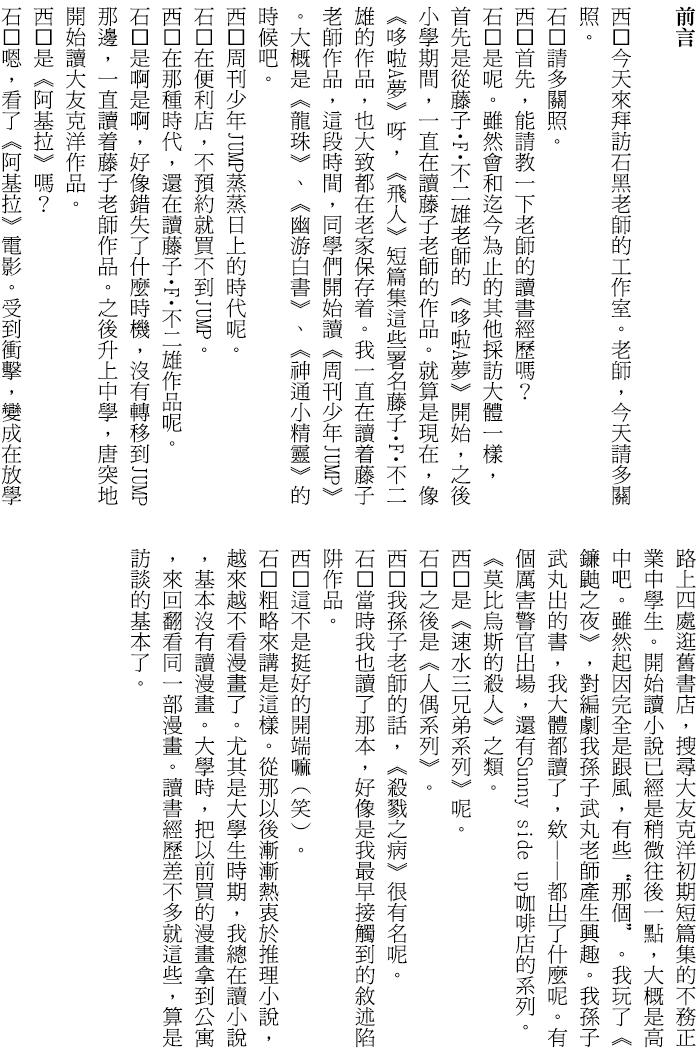 前言
西□今天來拜訪石黑老師的工作室。老師，今天請多關
照。
石□請多關照。
西□首先，能請教一下老師的讀書經歷嗎？
石□是呢。雖然會和迄今為止的其他採訪大體一樣，
首先是從藤子•F•不二雄老師的《哆啦A夢》開始，之後
小學期間，一直在讀藤子老師的作品。就算是現在，像
《哆啦A夢》呀，《飛人》短篇集這些署名藤子•F•不二
雄的作品，也大致都在老家保存着。我一直在讀着藤子
老師作品，這段時間，同學們開始讀《周刊少年JUMP》
。大概是《龍珠》、《幽游白書》、《神通小精靈》的
時候吧。
西□周刊少年JUMP蒸蒸日上的時代呢。
石□在便利店，不預約就買不到JUMP。
西□在那種時代，還在讀藤子•F•不二雄作品呢。
石□是啊是啊，好像錯失了什麼時機，沒有轉移到JUMP
那邊，一直讀着藤子老師作品。之後升上中學，唐突地
開始讀大友克洋作品。
西□是《阿基拉》嗎？
石□嗯，看了《阿基拉》電影。受到衝擊，變成在放學
路上四處逛舊書店，搜尋大友克洋初期短篇集的不務正
業中學生。開始讀小說已經是稍微往後一點，大概是高
中吧。雖然起因完全是跟風，有些“那個”。我玩了《
鐮鼬之夜》，對編劇我孫子武丸老師產生興趣。我孫子
武丸出的書，我大體都讀了，欸——都出了什麼呢。有
個厲害警官出場，還有Sunny side up咖啡店的系列。
《莫比烏斯的殺人》之類。
西□是《速水三兄弟系列》呢。
石□之後是《人偶系列》。
西□我孫子老師的話，《殺戮之病》很有名呢。
石□當時我也讀了那本，好像是我最早接觸到的敘述陷
阱作品。
西□這不是挺好的開端嘛（笑）。
石□粗略來講是這樣。從那以後漸漸熱衷於推理小說，
越來越不看漫畫了。尤其是大學生時期，我總在讀小說
，基本沒有讀漫畫。大學時，把以前買的漫畫拿到公寓
，來回翻看同一部漫畫。讀書經歷差不多就這些，算是
訪談的基本了。